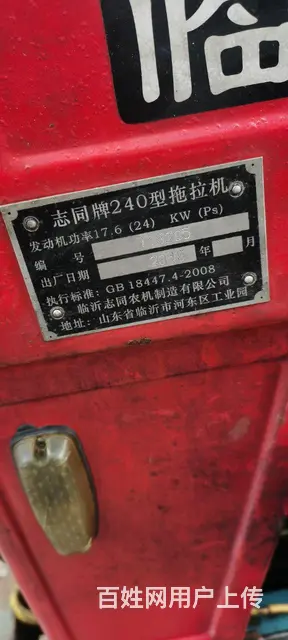 临
志同牌240型拖拉机
发动机功率17.6 (24) KW (Ps)
编 号
出厂日期 年 月
执行标准: GB 18447.4-2008
临沂志同农机制造有限公司
地址: 山东省临沂市河东区工业园
百姓网用户上传